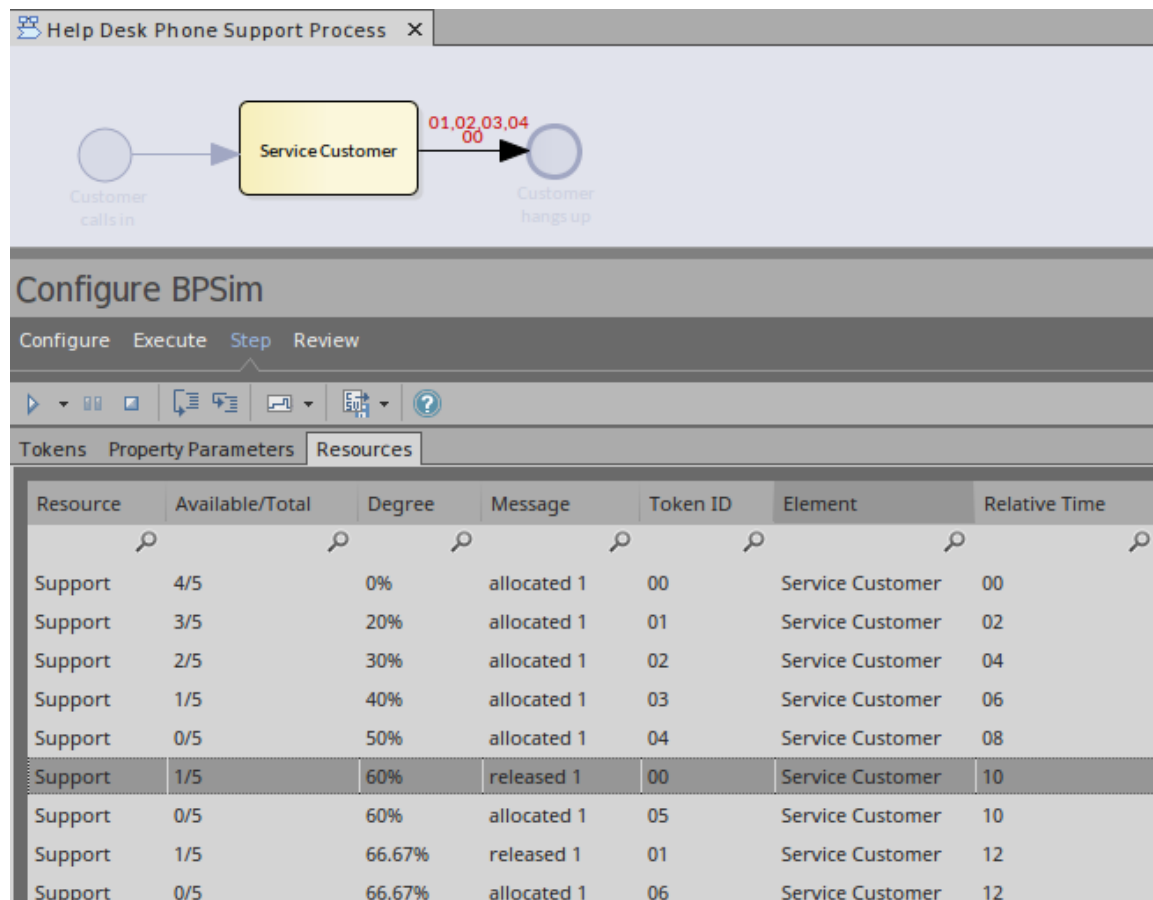 Help Desk Phone Support Process
Customer
calls in
Service Customer
01,02,03,04
00
Customer
hangs up
Configure BPSim
Configure Execute Step Review
Tokens Property Parameters Resources
Resource Available/Total Degree Message Token ID Element Relative Time
Support 4/5 0% allocated 1 00 Service Customer 00
Support 3/5 20% allocated 1 01 Service Customer 02
Support 2/5 30% allocated 1 02 Service Customer 04
Support 1/5 40% allocated 1 03 Service Customer 06
Support 0/5 50% allocated 1 04 Service Customer 08
Support 1/5 60% released 1 00 Service Customer 10
Support 0/5 60% allocated 1 05 Service Customer 10
Support 1/5 66.67% released 1 01 Service Customer 12
Support 0/5 66.67% allocated 1 06 Service Customer 12